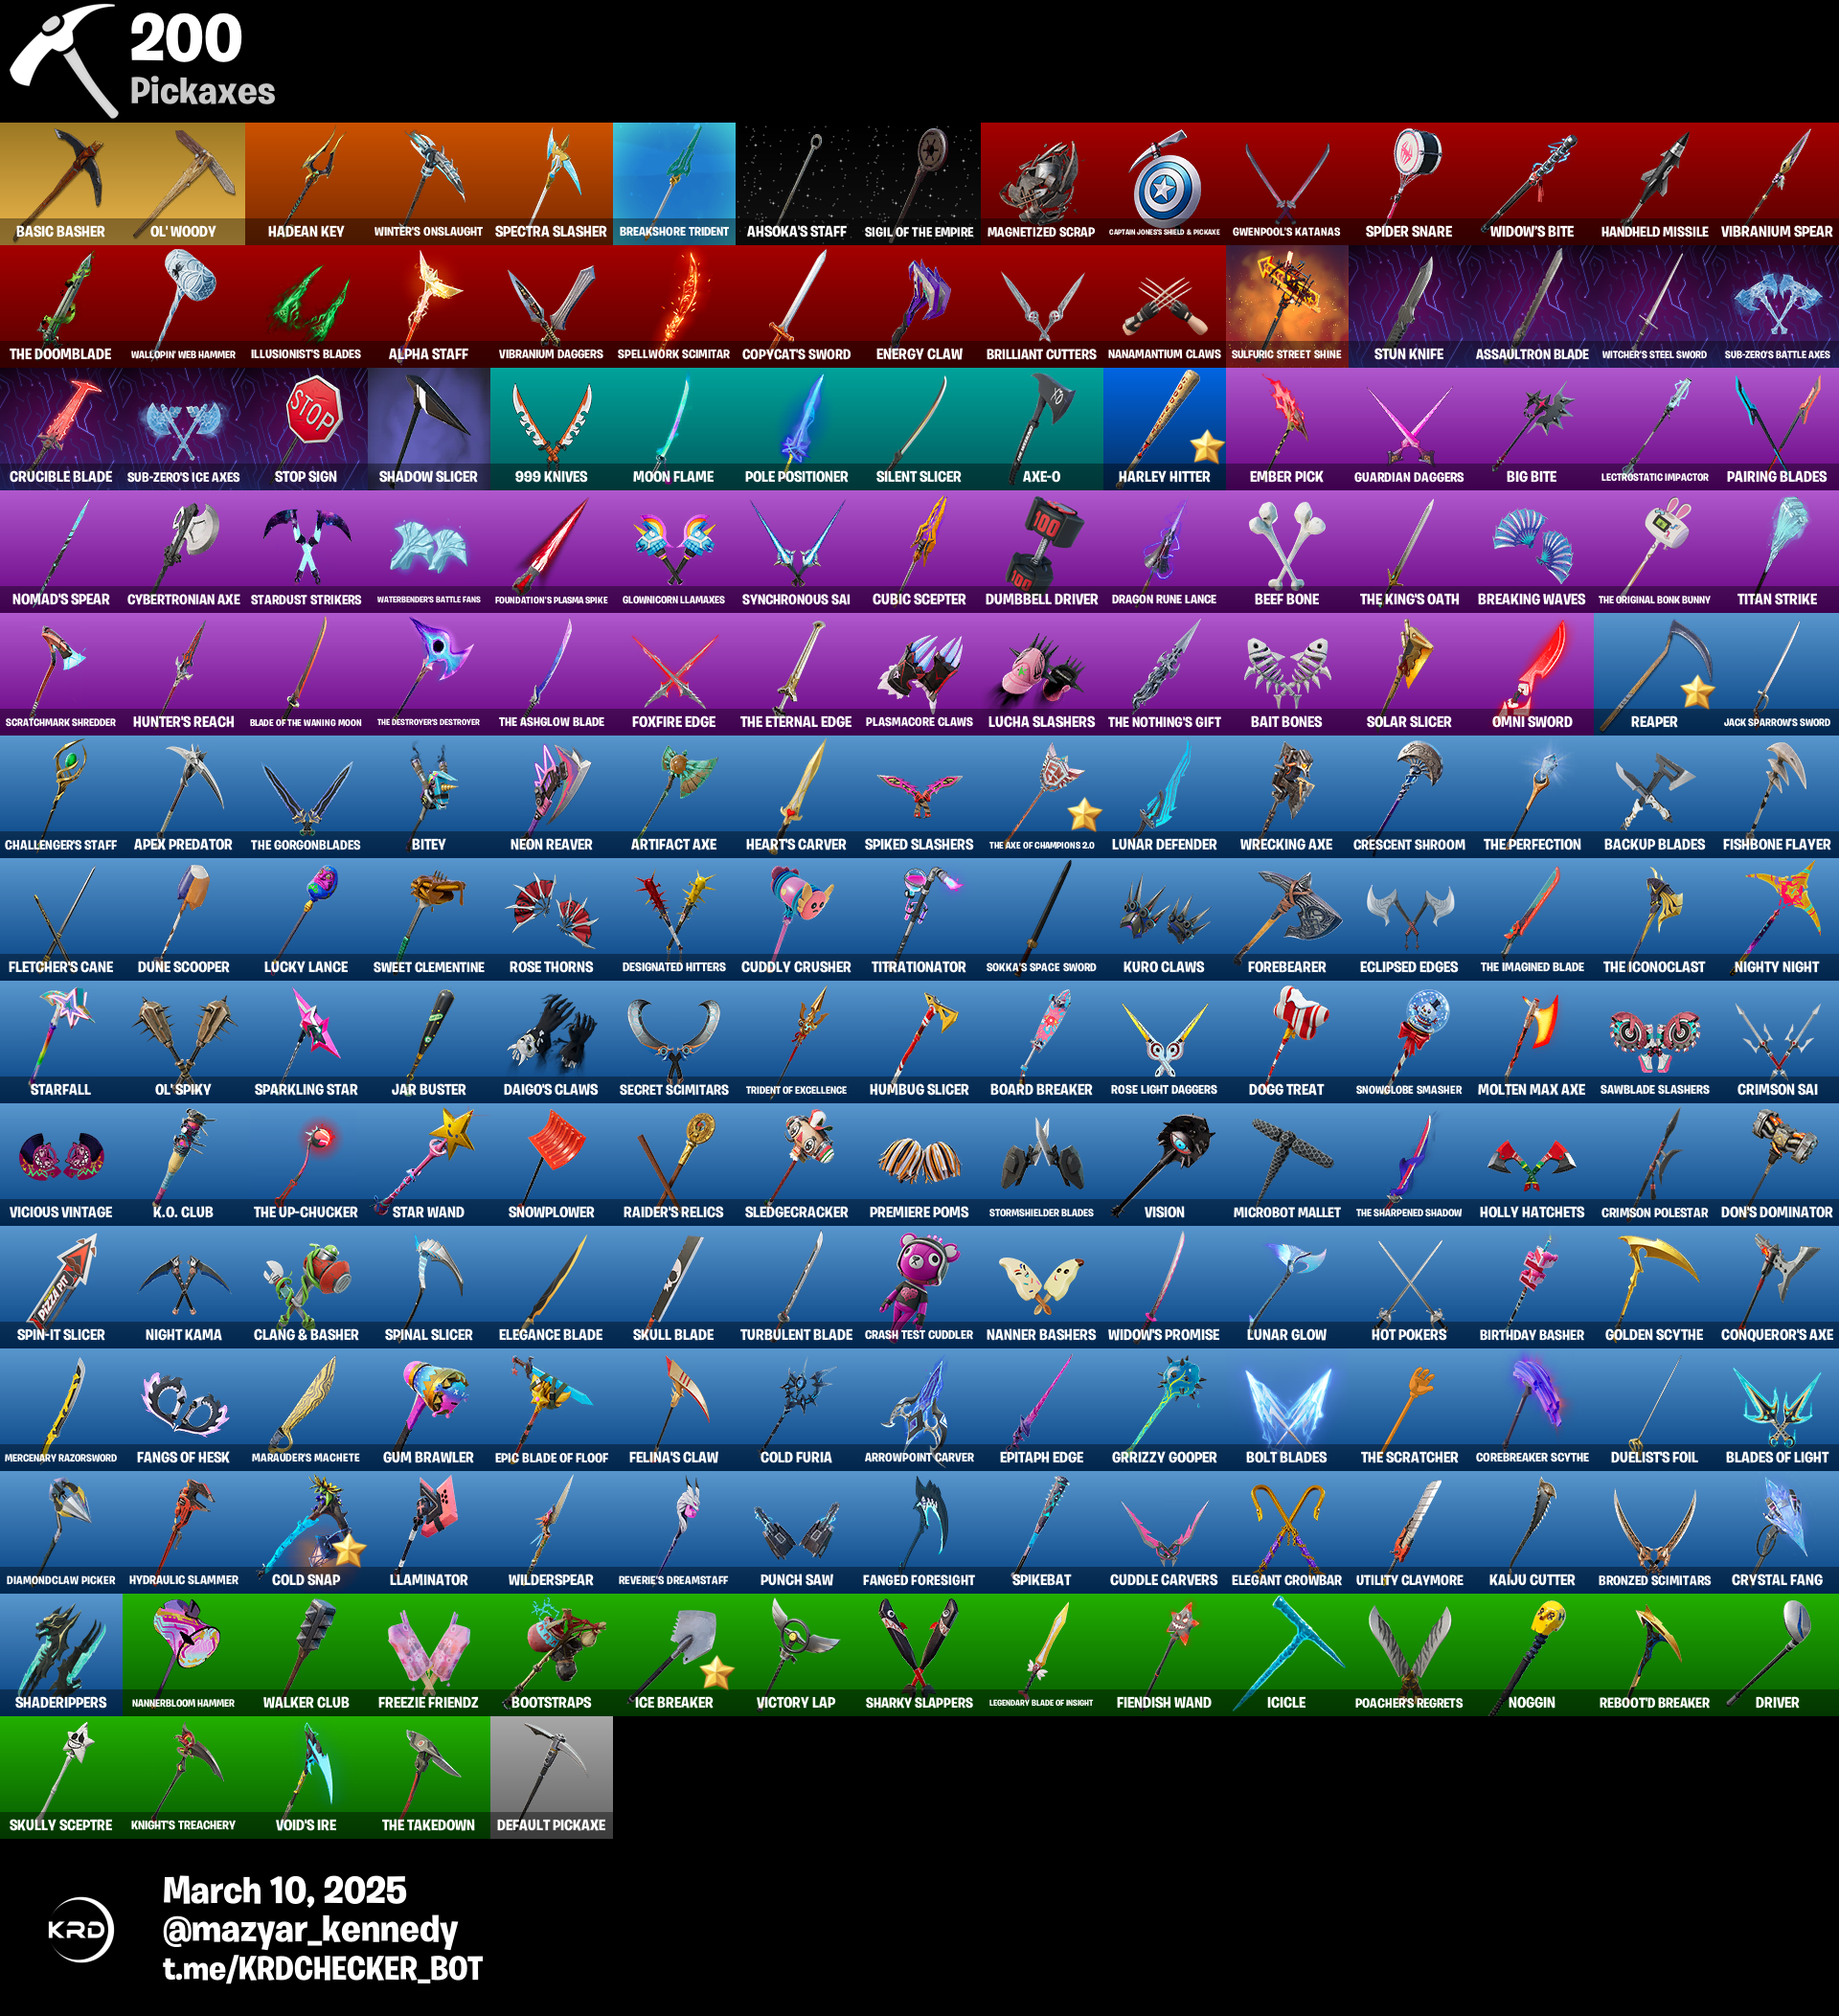 200
Pickaxes
BASIC BASHER
OL' WOODY
HADEAN KEY
WINTER'S ONSLAUGHT
SPECTRA SLASHER
BREAKSHORE TRIDENT
AHSOKA'S STAFF
SIGIL OF THE EMPIRE
MAGNETIZED SCRAP
CAPTAIN JONES'S SHIELD & PICKAXE
GWENPOOL'S KATANAS
SPIDER SNARE
WIDOW'S BITE
HANDHELD MISSILE
VIBRANIUM SPEAR
THE DOOMBLADE
WALLOPIN' WEB HAMMER
ILLUSIONIST'S BLADES
ALPHA STAFF
VIBRANIUM DAGGERS
SPELLWORK SCIMITAR
COPYCAT'S SWORD
ENERGY CLAW
BRILLIANT CUTTERS
NANAMANTIUM CLAWS
SULFURIC STREET SHINE
STUN KNIFE
ASSAULTRON BLADE
WITCHER'S STEEL SWORD
SUB-ZERO'S BATTLE AXES
CRUCIBLE BLADE
SUB-ZERO'S ICE AXES
STOP
STOP SIGN
SHADOW SLICER
999 KNIVES
MOON FLAME
POLE POSITIONER
SILENT SLICER
AXE-O
HARLEY HITTER
EMBER PICK
GUARDIAN DAGGERS
BIG BITE
LECTROSTATIC IMPACTOR
PAIRING BLADES
NOMAD'S SPEAR
CYBERTRONIAN AXE
STARDUST STRIKERS
WATERBENDER'S BATTLE FANS
FOUNDATION'S PLASMA SPIKE
GLOWNICORN LLAMAXES
SYNCHRONOUS SAI
CUBIC SCEPTER
100
100
DUMBBELL DRIVER
DRAGON RUNE LANCE
BEEF BONE
THE KING'S OATH
BREAKING WAVES
THE ORIGINAL BONK BUNNY
TITAN STRIKE
SCRATCHMARK SHREDDER
HUNTER'S REACH
BLADE OF THE WANING MOON
THE DESTROYER'S DESTROYER
THE ASHGLOW BLADE
FOXFIRE EDGE
THE ETERNAL EDGE
PLASMACORE CLAWS
LUCHA SLASHERS
THE NOTHING'S GIFT
BAIT BONES
SOLAR SLICER
OMNI SWORD
REAPER
JACK SPARROW'S SWORD
CHALLENGER'S STAFF
APEX PREDATOR
THE GORGONBLADES
BITEY
NEON REAVER
ARTIFACT AXE
HEART'S CARVER
SPIKED SLASHERS
THE AXE OF CHAMPIONS 2.0
LUNAR DEFENDER
WRECKING AXE
CRESCENT SHROOM
THE PERFECTION
BACKUP BLADES
FISHBONE FLAYER
FLETCHER'S CANE
DUNE SCOOPER
LUCKY LANCE
SWEET CLEMENTINE
ROSE THORNS
DESIGNATED HITTERS
CUDDLY CRUSHER
TITRATIONATOR
SOKKA'S SPACE SWORD
KURO CLAWS
FOREBEARER
ECLIPSED EDGES
THE IMAGINED BLADE
THE ICONOCLAST
NIGHTY NIGHT
STARFALL
OL' SPIKY
SPARKLING STAR
JAR BUSTER
DAIGO'S CLAWS
SECRET SCIMITARS
TRIDENT OF EXCELLENCE
HUMBUG SLICER
BOARD BREAKER
ROSE LIGHT DAGGERS
DOGG TREAT
SNOWGLOBE SMASHER
MOLTEN MAX AXE
SAWBLADE SLASHERS
CRIMSON SAI
VICIOUS VINTAGE
K.O. CLUB
THE UP-CHUCKER
STAR WAND
SNOWPLOWER
RAIDER'S RELICS
SLEDGECRACKER
PREMIERE POMS
STORMSHIELDER BLADES
VISION
MICROBOT MALLET
THE SHARPENED SHADOW
HOLLY HATCHETS
CRIMSON POLESTAR
DON'S DOMINATOR
PIZZA PIT
SPIN-IT SLICER
NIGHT KAMA
CLANG & BASHER
SPINAL SLICER
ELEGANCE BLADE
SKULL BLADE
TURBULENT BLADE
CRASH TEST CUDDLER
NANNER BASHERS
WIDOW'S PROMISE
LUNAR GLOW
HOT POKERS
BIRTHDAY BASHER
GOLDEN SCYTHE
CONQUEROR'S AXE
MERCENARY RAZORSWORD
FANGS OF HESK
MARAUDER'S MACHETE
GUM BRAWLER
EPIC BLADE OF FLOOF
FELINA'S CLAW
COLD FURIA
ARROWPOINT CARVER
EPITAPH EDGE
GRRIZZY GOOPER
BOLT BLADES
THE SCRATCHER
COREBREAKER SCYTHE
DUELIST'S FOIL
BLADES OF LIGHT
DIAMONDCLAW PICKER
HYDRAULIC SLAMMER
COLD SNAP
LLAMINATOR
WILDERSPEAR
REVERIE'S DREAMSTAFF
PUNCH SAW
FANGED FORESIGHT
SPIKEBAT
CUDDLE CARVERS
ELEGANT CROWBAR
UTILITY CLAYMORE
KAIJU CUTTER
BRONZED SCIMITARS
CRYSTAL FANG
SHADERIPPERS
NANNERBLOOM HAMMER
WALKER CLUB
FREEZIE FRIENDZ
BOOTSTRAPS
ICE BREAKER
VICTORY LAP
SHARKY SLAPPERS
LEGENDARY BLADE OF INSIGHT
FIENDISH WAND
ICICLE
POACHER'S REGRETS
NOGGIN
REBOOT'D BREAKER
DRIVER
SKULLY SCEPTRE
KNIGHT'S TREACHERY
VOID'S IRE
THE TAKEDOWN
DEFAULT PICKAXE
March 10, 2025
KRD
@mazyar_kennedy
t.me/KRDCHECKER_BOT